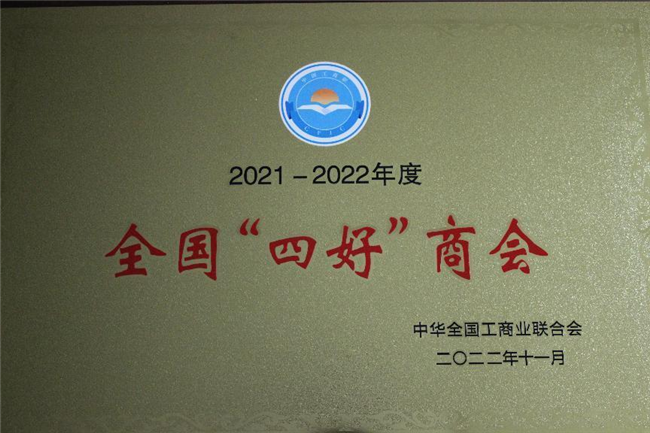 2021－2022年度
全国“四好”商会
中华全国工商业联合会
二〇二二年十一月